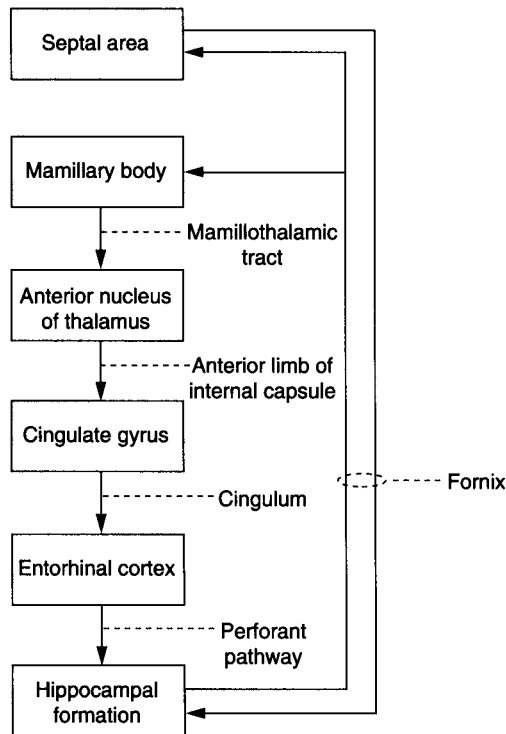 Septal area
Mamillary body
Mamillothalamic
tract
Anterior nucleus
of thalamus
Anterior limb of
internal capsule
Cingulate gyrus
Fornix
Cingulum
Entorhinal cortex
Perforant
pathway
Hippocampal
formation